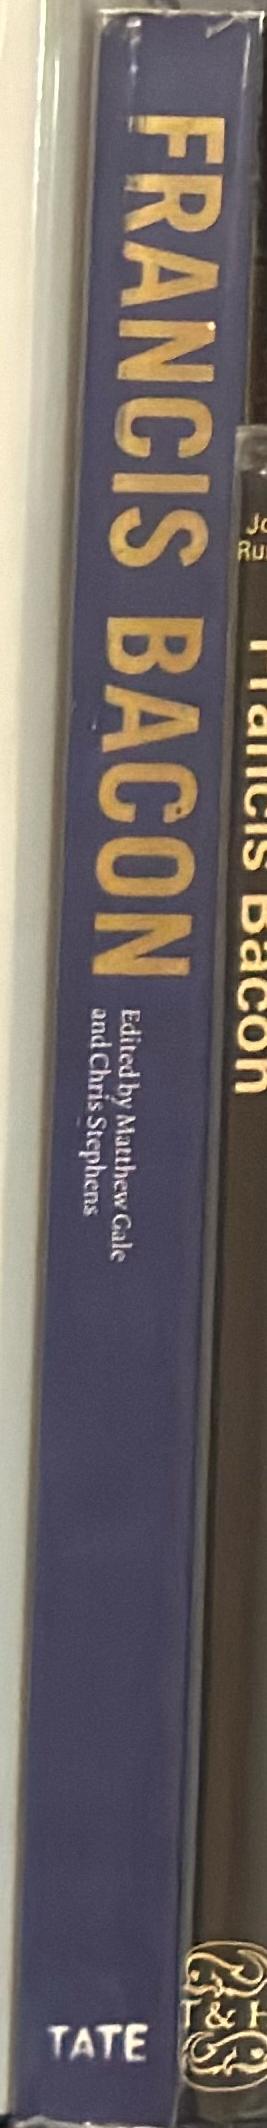 FRANCIS BACON
Edited by Matthew Gale
and Chris Stephens
TATE
Francis Bacon
T&H